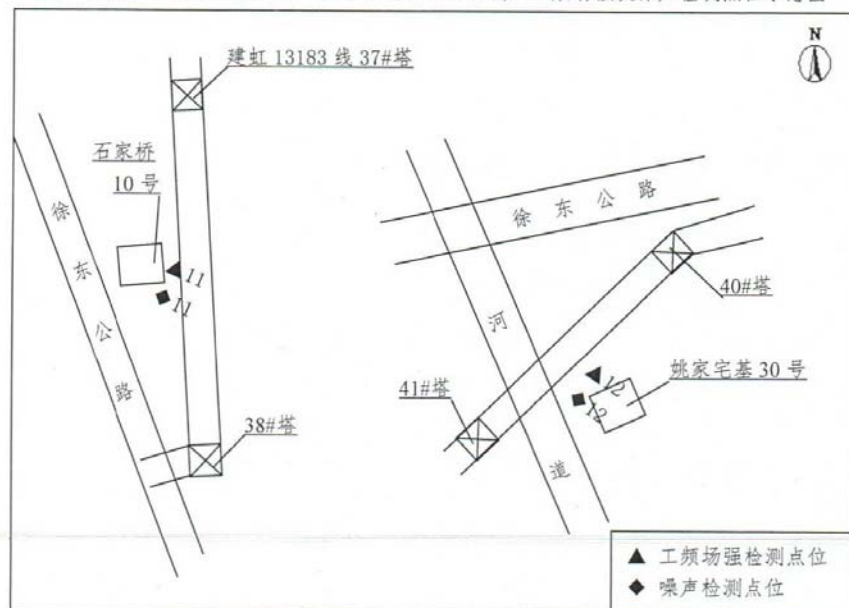 建虹 13183 线 37#塔
N
石家桥
10 号
徐东公路
11
11
38#塔
徐东公路
40#塔
河道
41#塔
12
12
姚家宅基 30 号
▲ 工频场强检测点位
◆ 噪声检测点位